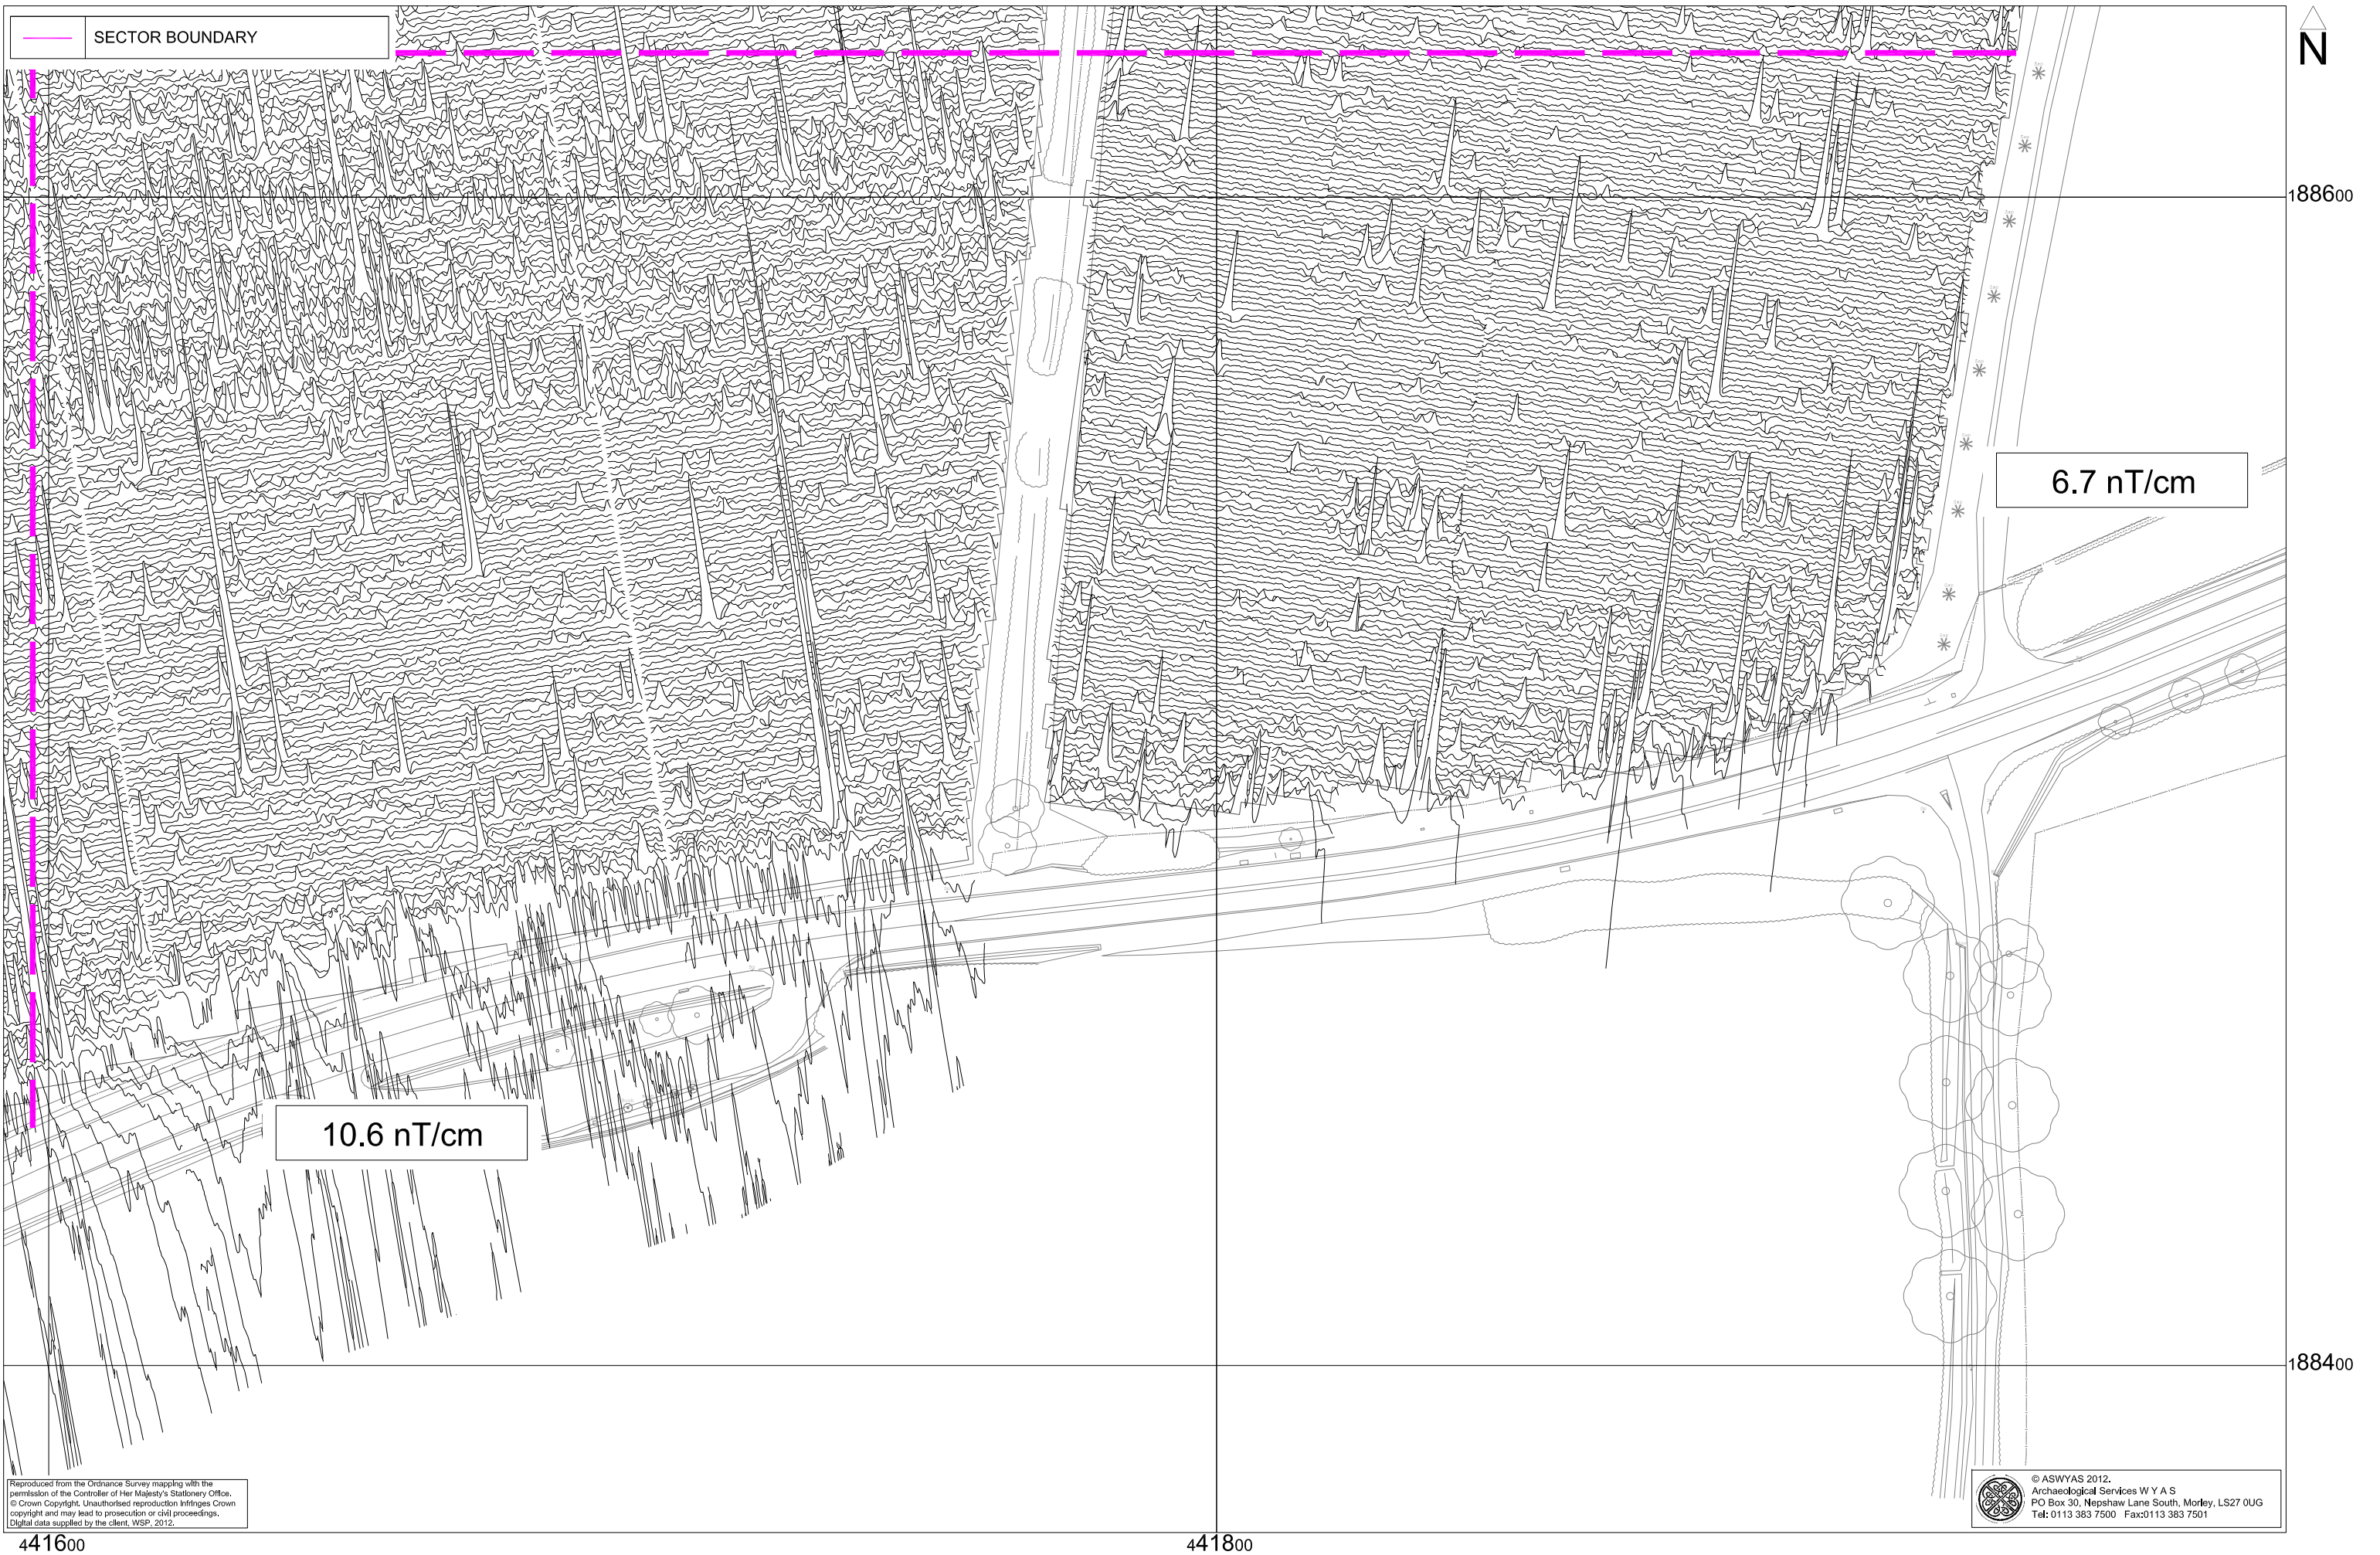 SECTOR BOUNDARY
N
188600
6.7 nT/cm
10.6 nT/cm
188400
Reproduced from the Ordnance Survey mapping with the
permission of the Controller of Her Majesty's Stationery Office.
© Crown Copyright. Unauthorised reproduction infringes Crown
copyright and may lead to prosecution or civil proceedings.
Digital data supplied by the client, WSP, 2012.
© ASWYAS 2012.
Archaeological Services W Y A S
PO Box 30, Nepshaw Lane South, Morley, LS27 0UG
Tel: 0113 383 7500 Fax:0113 383 7501
441600
441800